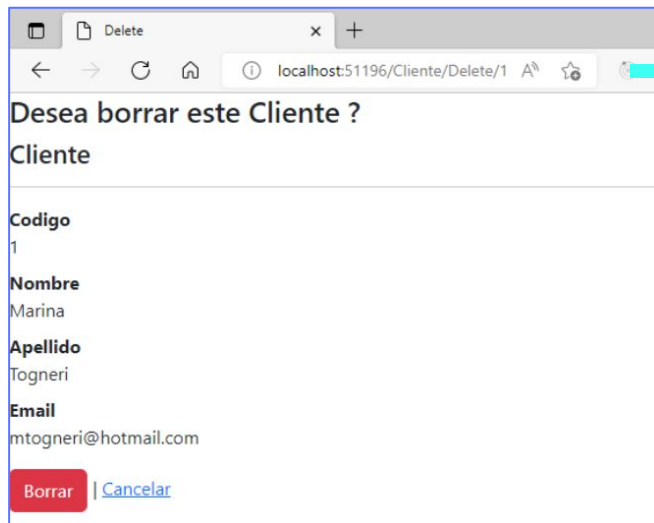 Delete
localhost:51196/Cliente/Delete/1
Desea borrar este Cliente ?
Cliente
Codigo
1
Nombre
Marina
Apellido
Togneri
Email
mtogneri@hotmail.com
Borrar | Cancelar